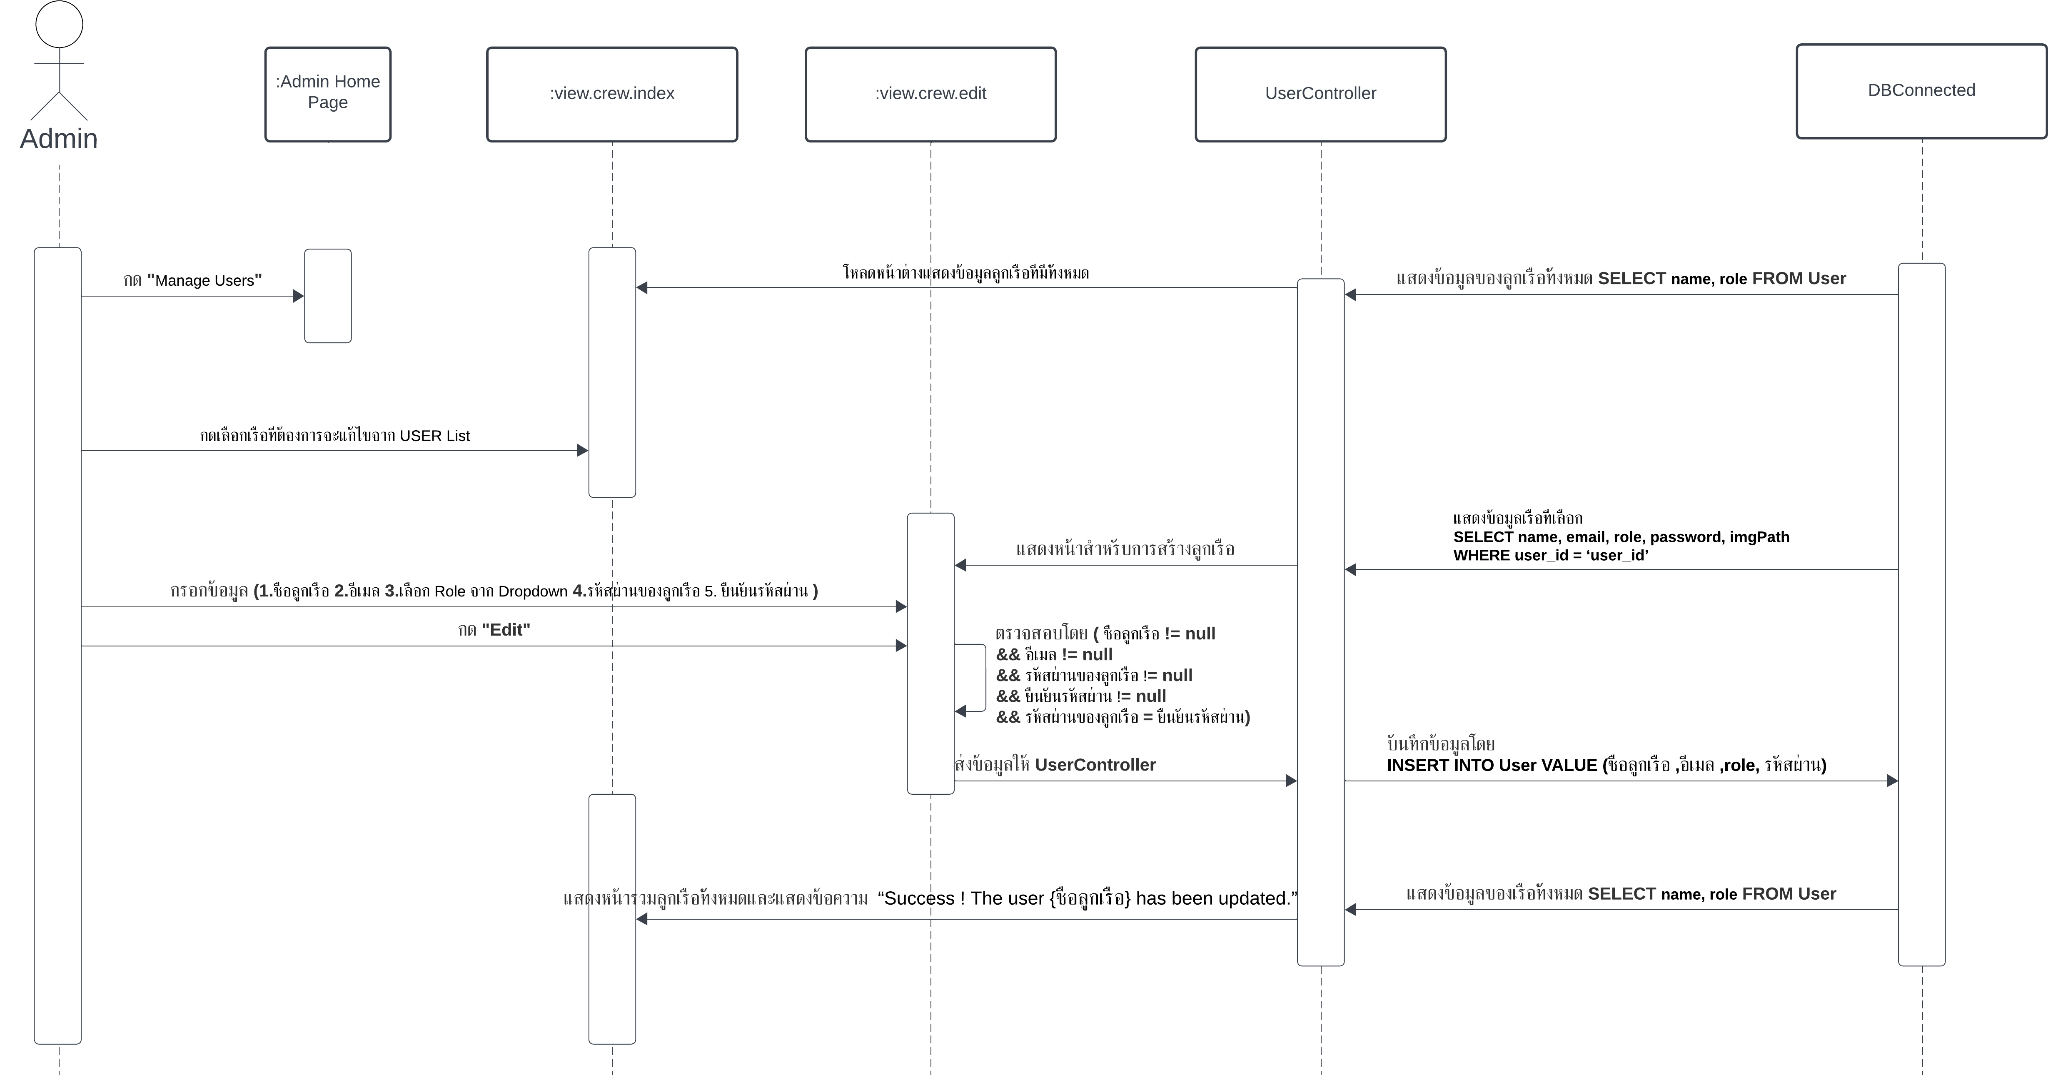 Admin
:Admin Home
Page
:view.crew.index
:view.crew.edit
UserController
DBConnected
กด "Manage Users"
โหลดหน้าต่างแสดงข้อมูลลูกเรือที่มีทั้งหมด
แสดงข้อมูลของลูกเรือทั้งหมด SELECT name, role FROM User
กดเลือกเรือที่ต้องการจะแก้ไขจาก USER List
แสดงข้อมูลเรือที่เลือก
SELECT name, email, role, password, imgPath
WHERE user_id = ‘user_id’
แสดงหน้าสำหรับการสร้างลูกเรือ
กรอกข้อมูล (1.ชื่อลูกเรือ 2.อีเมล 3.เลือก Role จาก Dropdown 4.รหัสผ่านของลูกเรือ 5. ยืนยันรหัสผ่าน )
กด "Edit"
ตรวจสอบโดย ( ชื่อลูกเรือ != null
&& อีเมล != null
&& รหัสผ่านของลูกเรือ != null
&& ยืนยันรหัสผ่าน != null
&& รหัสผ่านของลูกเรือ = ยืนยันรหัสผ่าน)
ส่งข้อมูลให้ UserController
บันทึกข้อมูลโดย
INSERT INTO User VALUE (ชื่อลูกเรือ ,อีเมล ,role, รหัสผ่าน)
แสดงหน้ารวมลูกเรือทั้งหมดและแสดงข้อความ “Success ! The user {ชื่อลูกเรือ} has been updated.”
แสดงข้อมูลของเรือทั้งหมด SELECT name, role FROM User